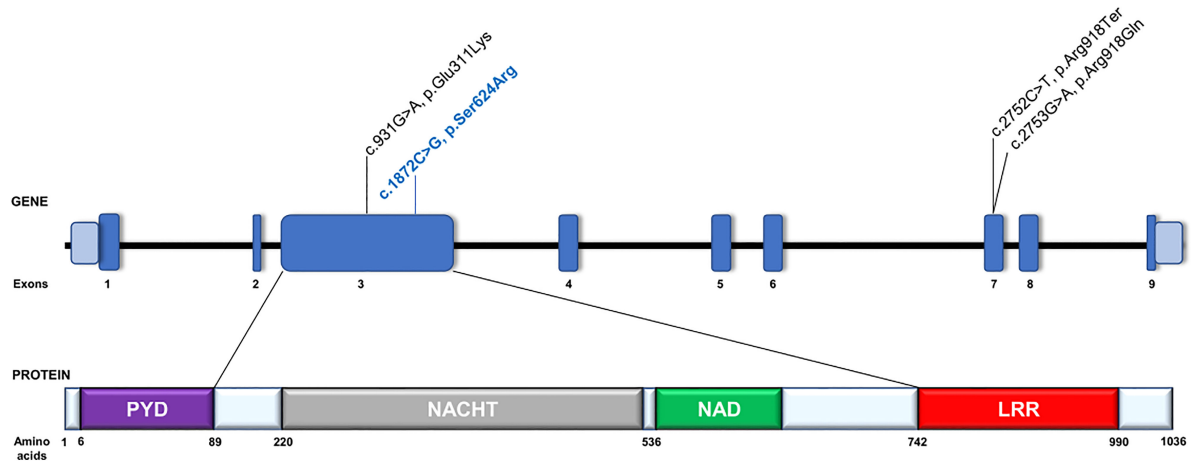 c.931G>A, p.Glu311Lys
c.1872C>G, p.Ser624Arg
c.2752C>T, p.Arg918Ter
c.2753G>A, p.Arg918Gln
GENE
Exons 1 2 3 4 5 6 7 8 9
PROTEIN
PYD NACHT NAD LRR
Amino acids 1 6 89 220 536 742 990 1036